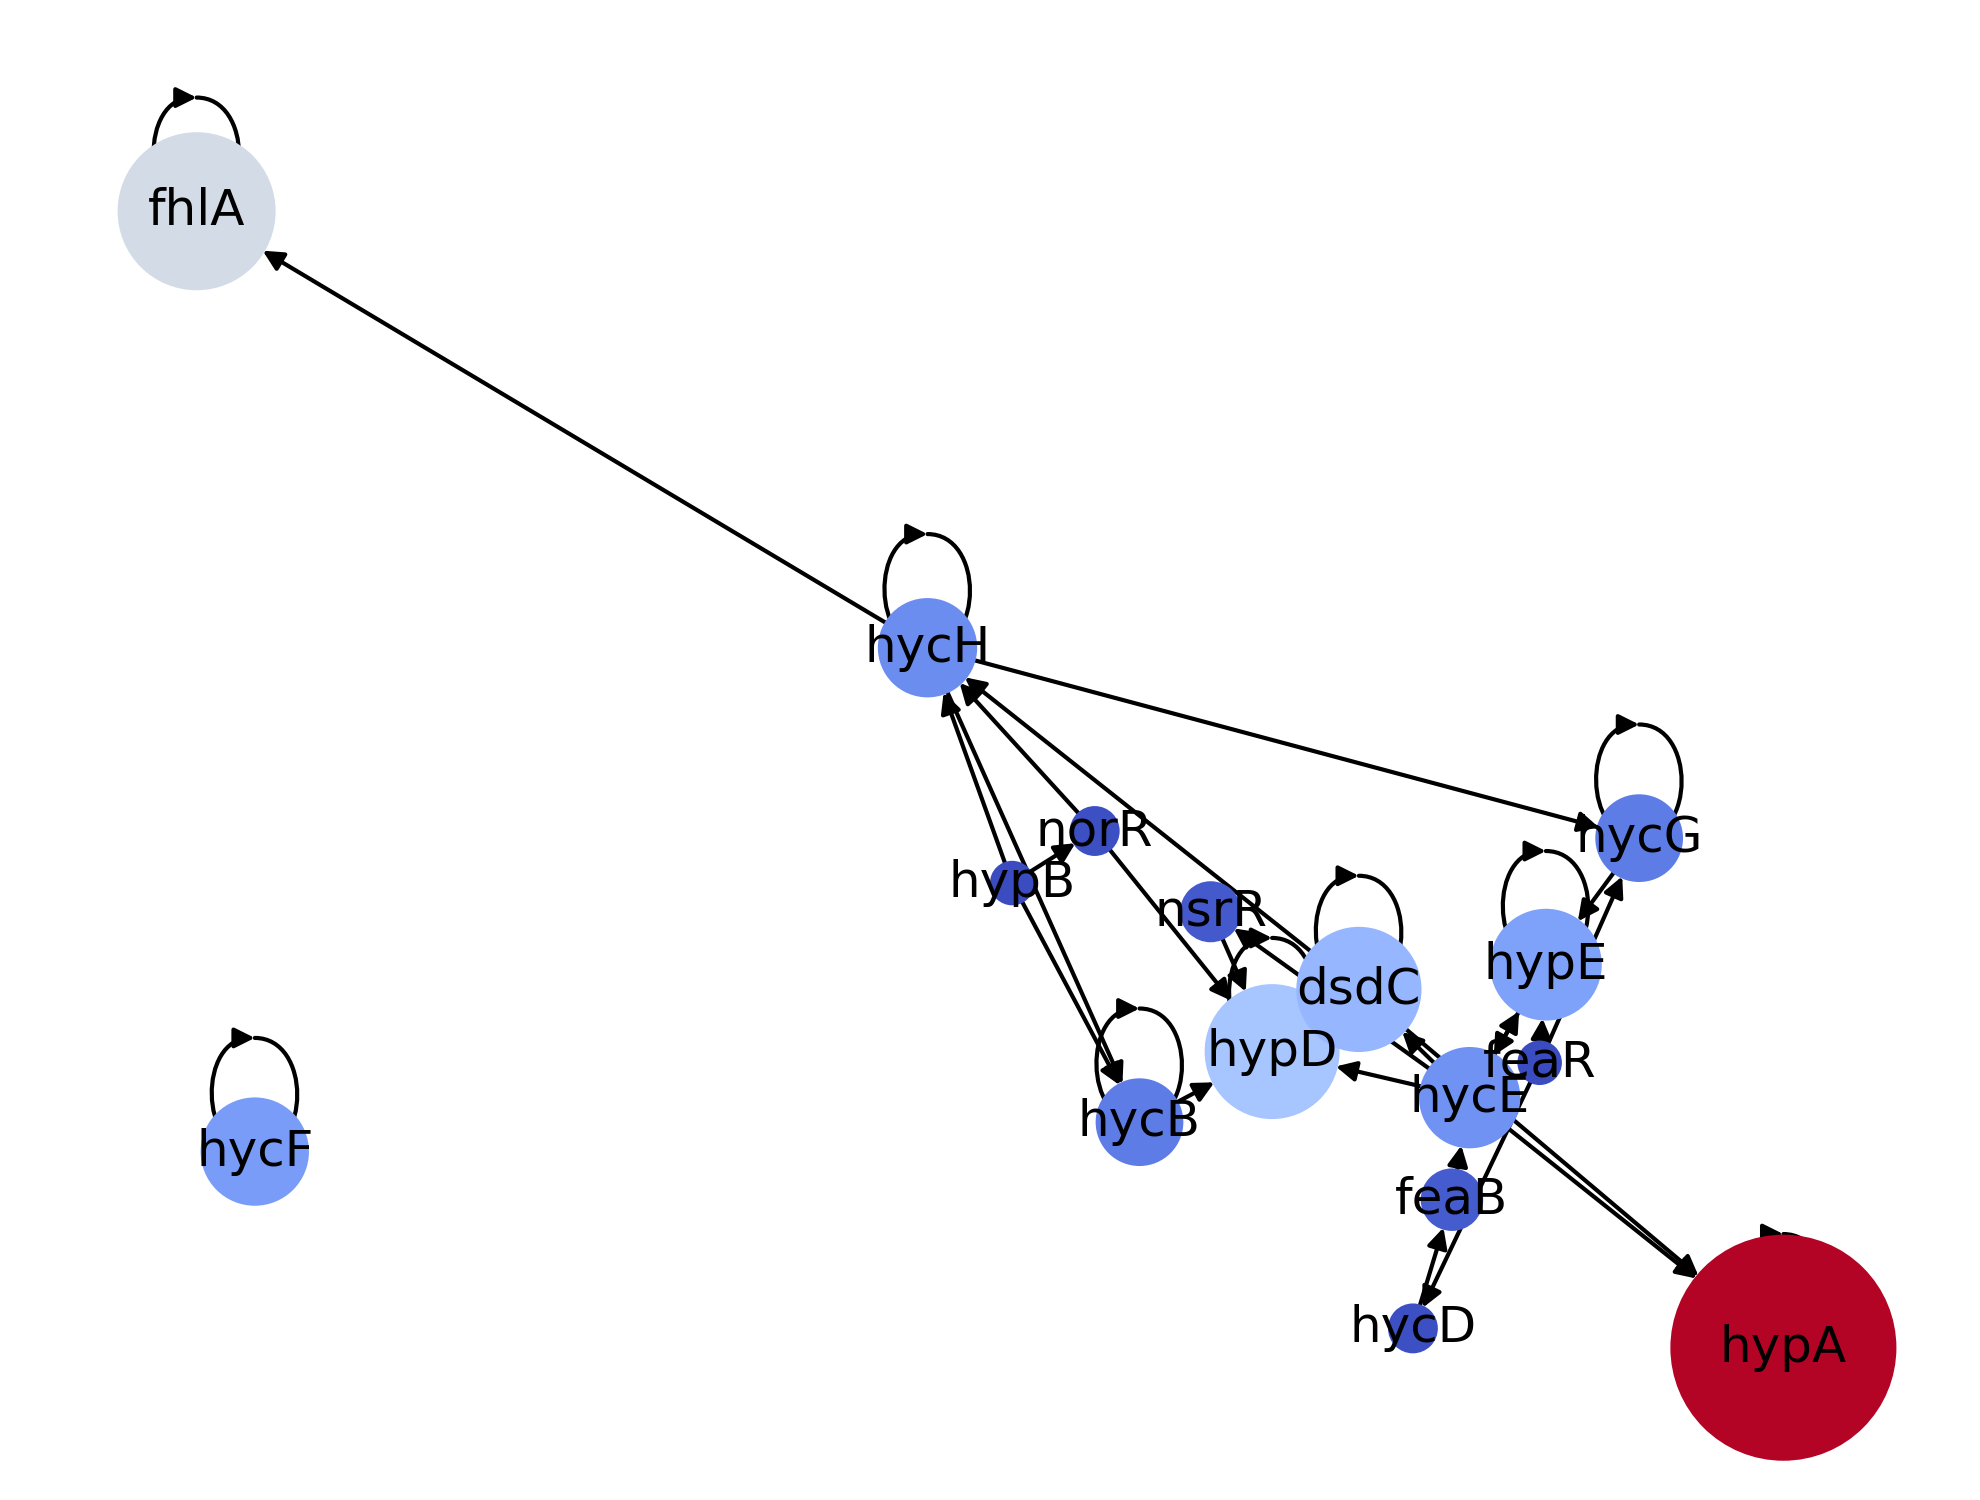 fhlA
hycH
norR
hycG
hypB
nsrR
hypE
dsdC
hypD
feaR
hycE
hycB
hycF
feaB
hycD
hypA